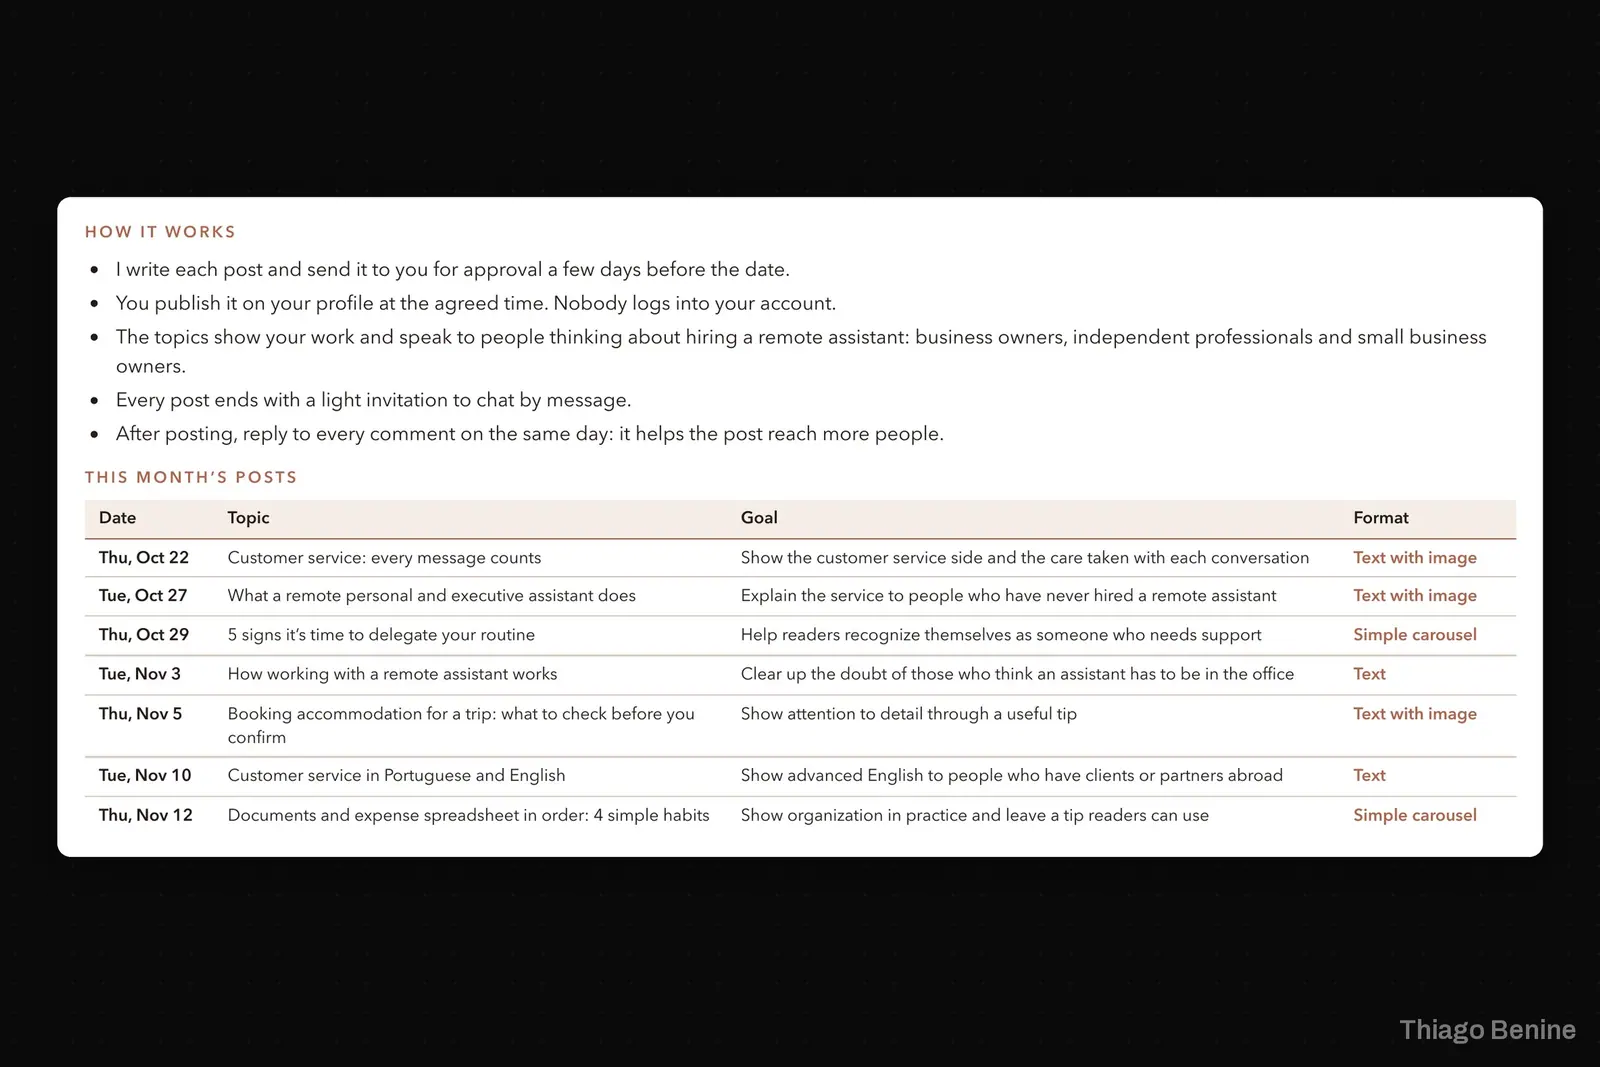 HOW IT WORKS
• I write each post and send it to you for approval a few days before the date.
• You publish it on your profile at the agreed time. Nobody logs into your account.
• The topics show your work and speak to people thinking about hiring a remote assistant: business owners, independent professionals and small business
owners.
• Every post ends with a light invitation to chat by message.
• After posting, reply to every comment on the same day: it helps the post reach more people.
THIS MONTH’S POSTS
Date Topic Goal Format
Thu, Oct 22 Customer service: every message counts Show the customer service side and the care taken with each conversation Text with image
Tue, Oct 27 What a remote personal and executive assistant does Explain the service to people who have never hired a remote assistant Text with image
Thu, Oct 29 5 signs it’s time to delegate your routine Help readers recognize themselves as someone who needs support Simple carousel
Tue, Nov 3 How working with a remote assistant works Clear up the doubt of those who think an assistant has to be in the office Text
Thu, Nov 5 Booking accommodation for a trip: what to check before you Show attention to detail through a useful tip Text with image
confirm
Tue, Nov 10 Customer service in Portuguese and English Show advanced English to people who have clients or partners abroad Text
Thu, Nov 12 Documents and expense spreadsheet in order: 4 simple habits Show organization in practice and leave a tip readers can use Simple carousel
Thiago Benine